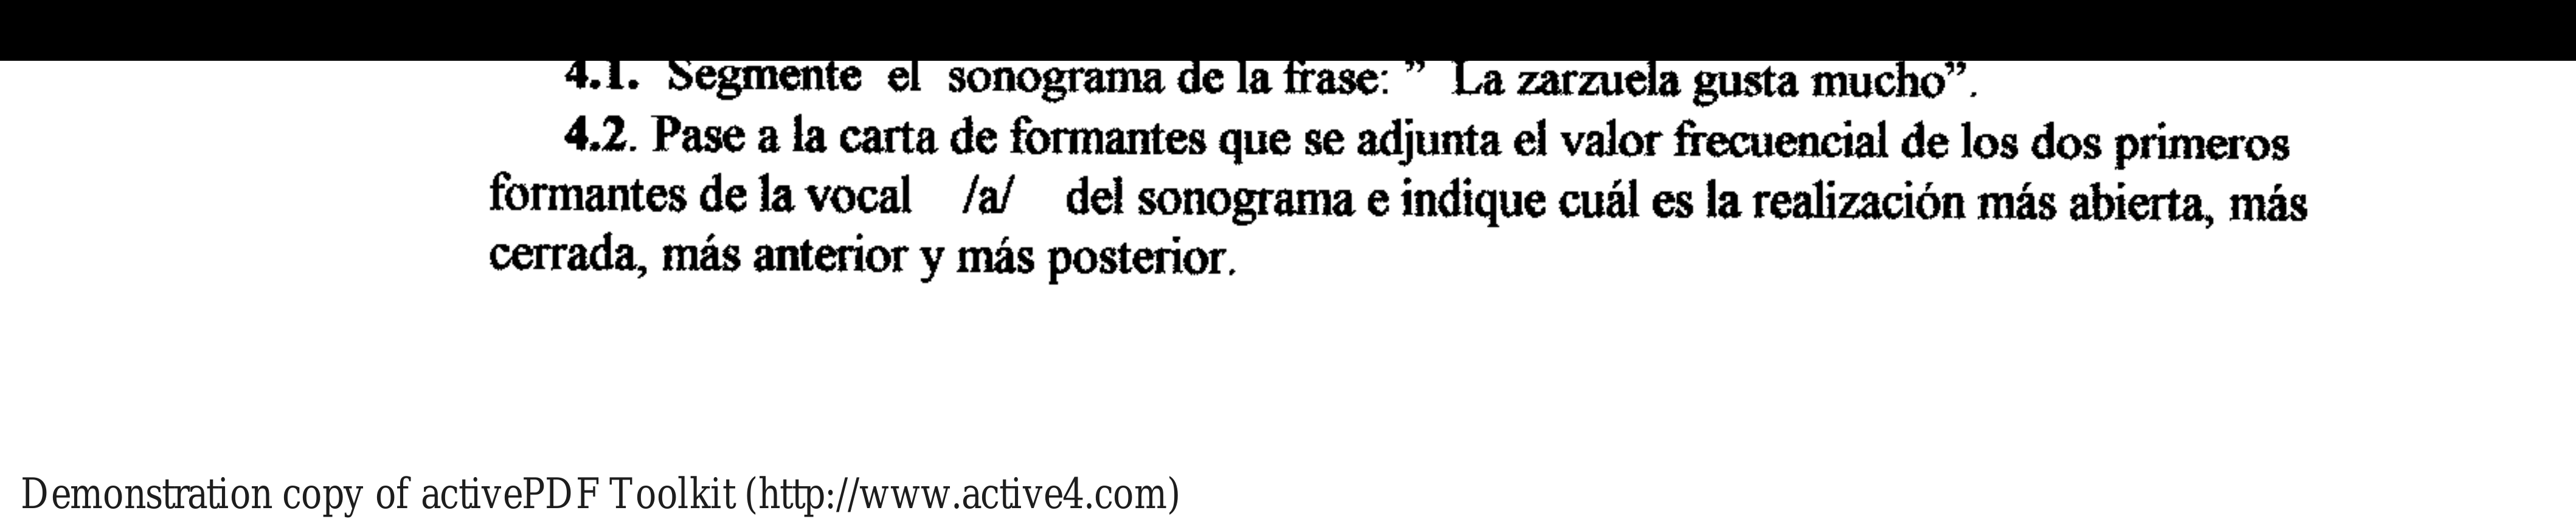 4.1. Segmente el sonograma de la frase: ” La zarzuela gusta mucho”.
4.2. Pase a la carta de formantes que se adjunta el valor frecuencial de los dos primeros
formantes de la vocal /a/ del sonograma e indique cuál es la realización más abierta, más
cerrada, más anterior y más posterior.
Demonstration copy of activePDF Toolkit (http://www.active4.com)